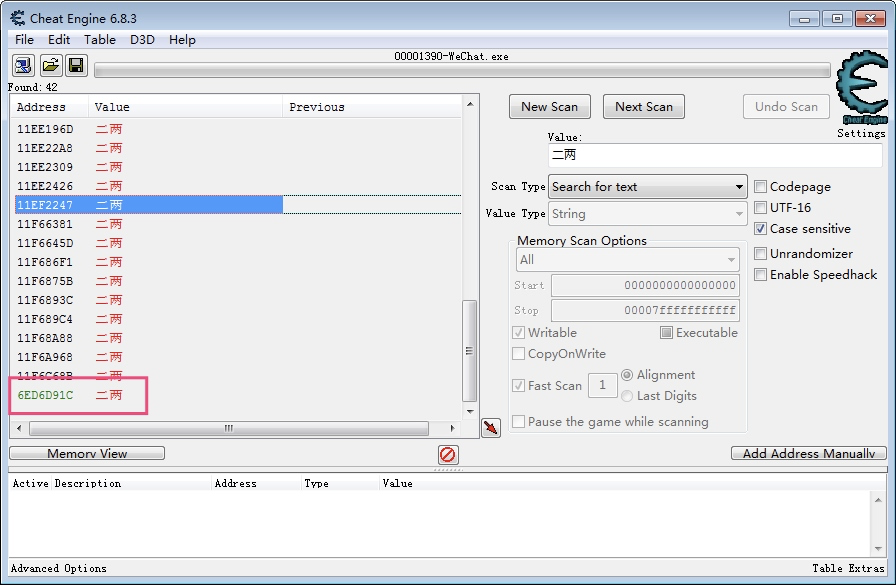 Cheat Engine 6.8.3
File Edit Table D3D Help
00001390-WeChat.exe
Found: 42
Address Value Previous
11EE196D 二两
11EE22A8 二两
11EE2309 二两
11EE2426 二两
11EF2247 二两
11F66381 二两
11F6645D 二两
11F686F1 二两
11F6875B 二两
11F6893C 二两
11F689C4 二两
11F68A88 二两
11F6A968 二两
11F6C68B 二两
6ED6D91C 二两
New Scan Next Scan Undo Scan
Cheat Engine
Settings
Value:
二两
Scan Type Search for text
Value Type String
Codepage
UTF-16
Case sensitive
Unrandomizer
Enable Speedhack
Memory Scan Options
All
Start 0000000000000000
Stop 00007fffffffffff
Writable Executable
CopyOnWrite
Fast Scan 1 Alignment
Last Digits
Pause the game while scanning
Memory View Add Address Manually
Active Description Address Type Value
Advanced Options Table Extras